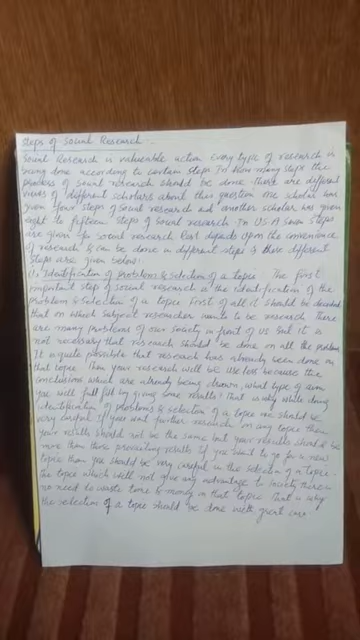 Steps of Social Research :-
Social Research is valueable action every type of research is
being done according to certain steps In how many steps the
process of social research should be done There are different
views of different scholars about this question one scholar has
given four steps of Social research and another scholar has given
eight to fifteen steps of social research In U.S.A Seven Steps
are given In social research fact depends upon the convenience
of research & can be done in different steps & these different
Steps are given below:
(1) Identification of problems & selection of a topic The first
important step of social research is the identification of the
problem & selection of a topic first of all it should be decided
that on which subject researcher wants to be research There
are many problems of our society in front of us but it is
not necessary that research should be done on all the problems
It is quite possible that research has already been done on
that topic Then your research will be use less because the
conclusions which are already being drawn, what type of aim
you will full fill by giving some results? That is why while doing
identification of problems & selection of a topic one should be
very careful If you want further research on any topic then
your results should not be the same but your results should be
more than those prevailing results If you want to go for a new
topic then you should be very careful in the selection of a topic
the topic which will not give any advantage to society there is
no need to waste time & money on that topic That is why
the selection of a topic should be done with great care.